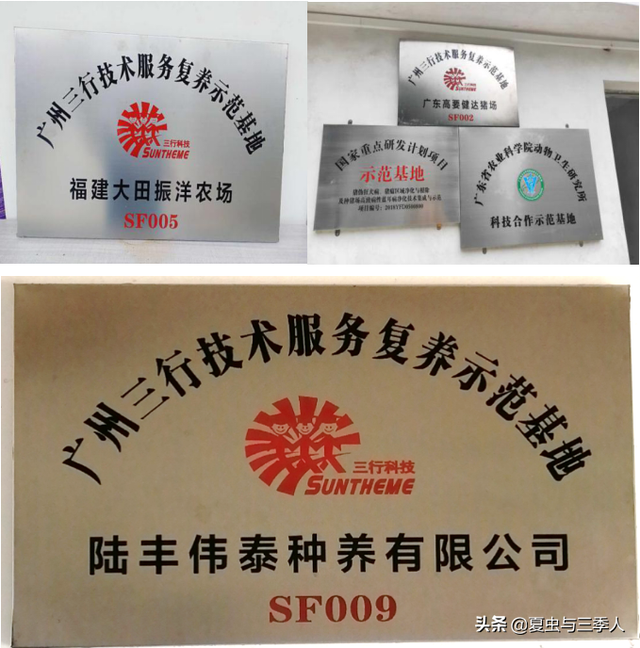 广州三行技术服务复养示范基地
三行科技
SUNTHEME
福建大田振洋农场
SF005
广州三行技术服务复养示范基地
广东高要健达猪场
SF002
国家重点研发计划项目
示范基地
广东省农业科学院动物卫生研究所
科技合作示范基地
广州三行技术服务复养示范基地
三行科技
SUNTHEME
陆丰伟泰种养有限公司
SF009
头条 @夏虫与三季人